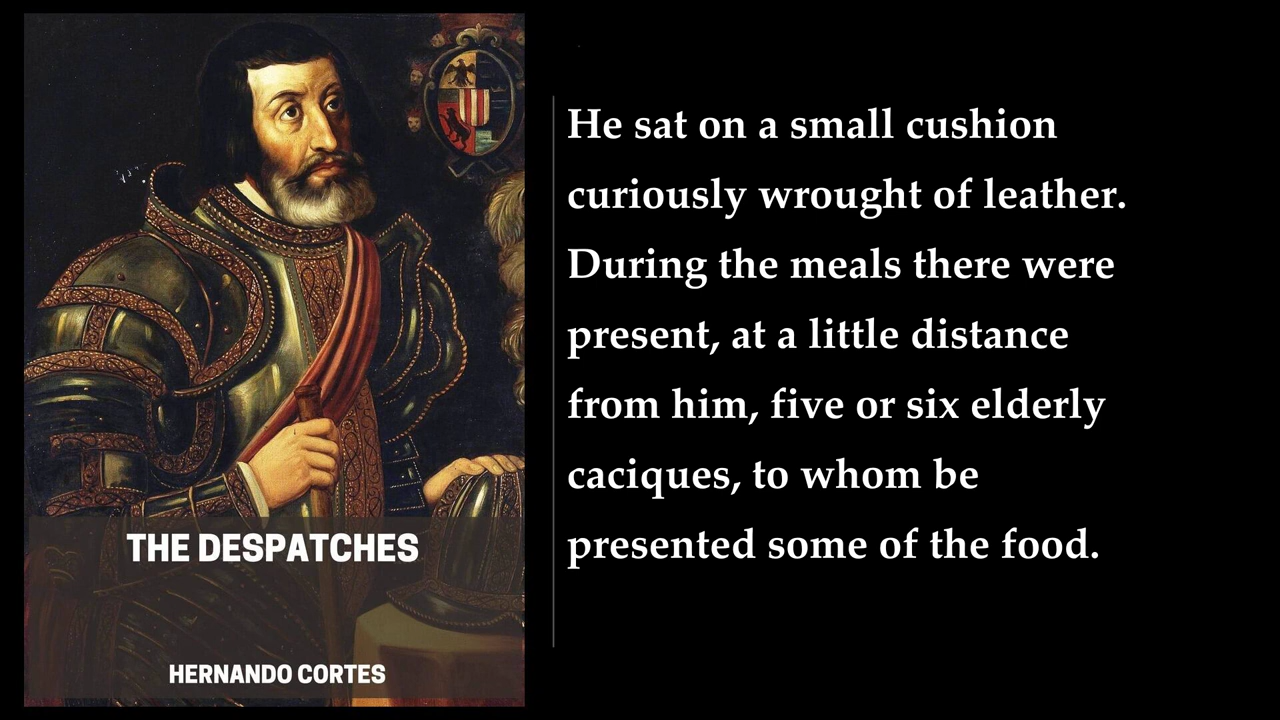 THE DESPATCHES
HERNANDO CORTES
He sat on a small cushion
curiously wrought of leather.
During the meals there were
present, at a little distance
from him, five or six elderly
caciques, to whom be
presented some of the food.